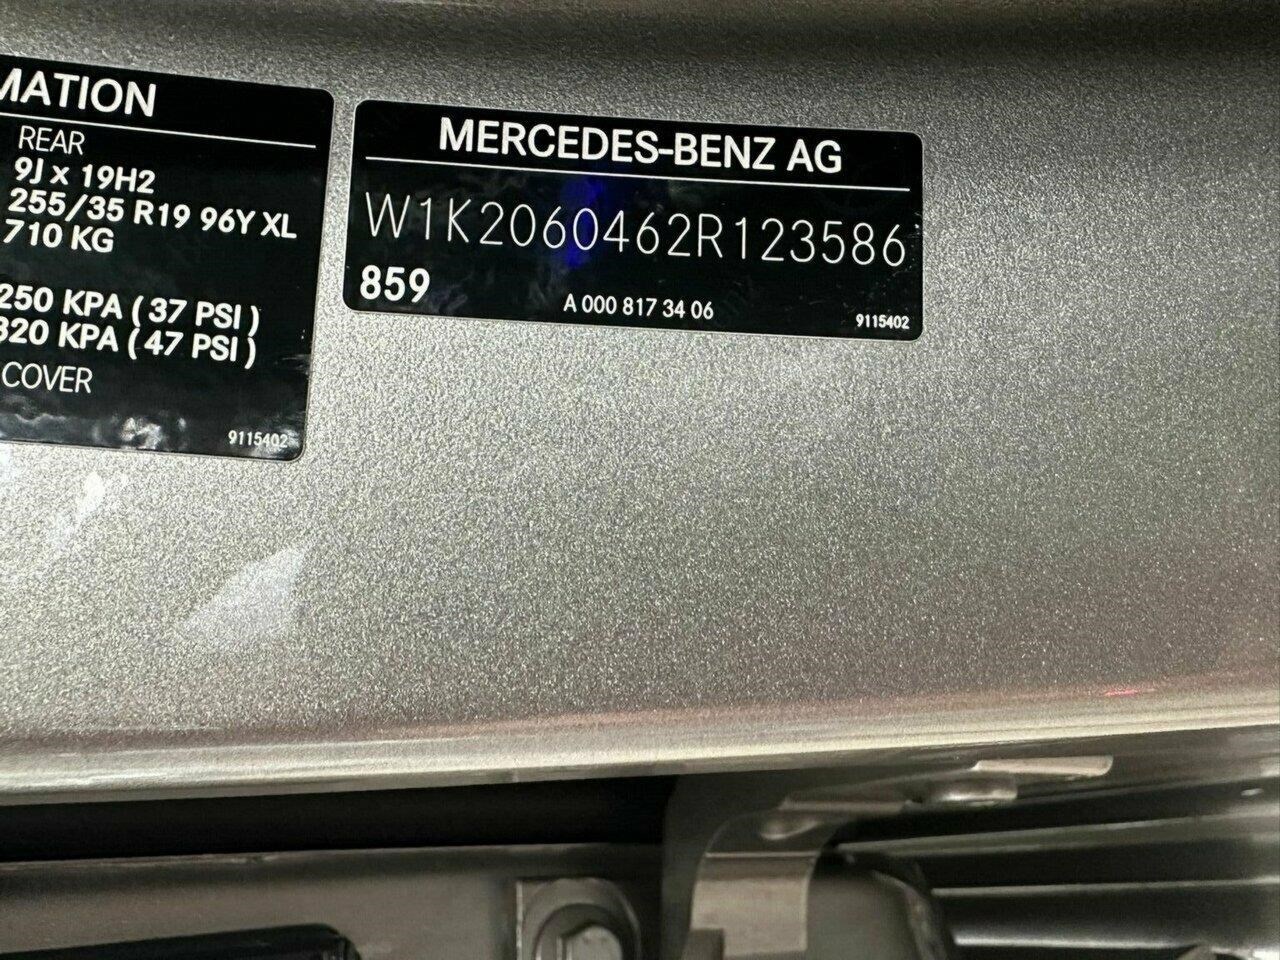 MATION
REAR
9J x 19H2
255/35 R19 96Y XL
710 KG
250 KPA ( 37 PSI )
320 KPA ( 47 PSI )
COVER
9115402
MERCEDES-BENZ AG
W1K2060462R123586
859
A 000 817 34 06
9115402